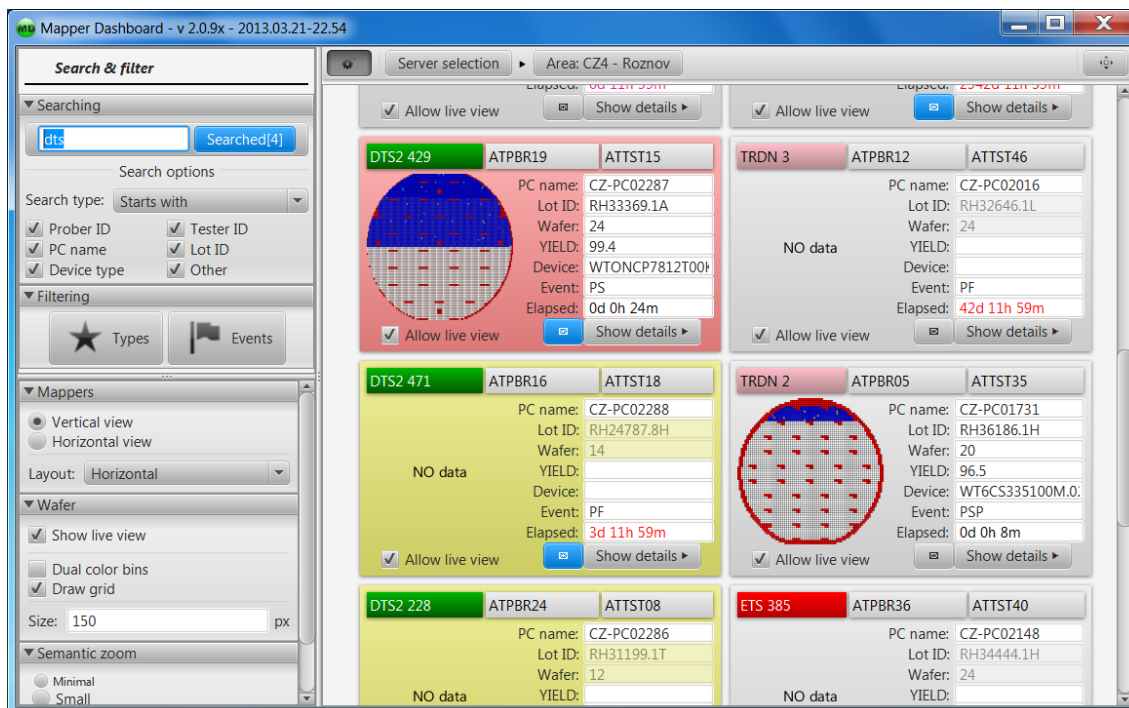 Mapper Dashboard - v 2.0.9x - 2013.03.21-22.54
Search & filter
Searching
dts
Searched[4]
Search options
Search type: Starts with
Prober ID
Tester ID
PC name
Lot ID
Device type
Other
Filtering
Types
Events
Mappers
Vertical view
Horizontal view
Layout: Horizontal
Wafer
Show live view
Dual color bins
Draw grid
Size: 150 px
Semantic zoom
Minimal
Small
Server selection
Area: CZ4 - Roznov
Elapsed: 0d 11h 59m
Allow live view
Show details
Elapsed: 2942d 11h 59m
Allow live view
Show details
DTS2 429 ATPBR19 ATTST15
PC name: CZ-PC02287
Lot ID: RH33369.1A
Wafer: 24
YIELD: 99.4
Device: WTONCP7812T00
Event: PS
Elapsed: 0d 0h 24m
Allow live view
Show details
TRDN 3 ATPBR12 ATTST46
PC name: CZ-PC02016
Lot ID: RH32646.1L
Wafer: 24
NO data
YIELD:
Device:
Event: PF
Elapsed: 42d 11h 59m
Allow live view
Show details
DTS2 471 ATPBR16 ATTST18
PC name: CZ-PC02288
Lot ID: RH24787.8H
Wafer: 14
NO data
YIELD:
Device:
Event: PF
Elapsed: 3d 11h 59m
Allow live view
Show details
TRDN 2 ATPBR05 ATTST35
PC name: CZ-PC01731
Lot ID: RH36186.1H
Wafer: 20
YIELD: 96.5
Device: WT6CS335100M.0
Event: PSP
Elapsed: 0d 0h 8m
Allow live view
Show details
DTS2 228 ATPBR24 ATTST08
PC name: CZ-PC02286
Lot ID: RH31199.1T
Wafer: 12
NO data
YIELD:
ETS 385 ATPBR36 ATTST40
PC name: CZ-PC02148
Lot ID: RH34444.1H
Wafer: 24
NO data
YIELD: